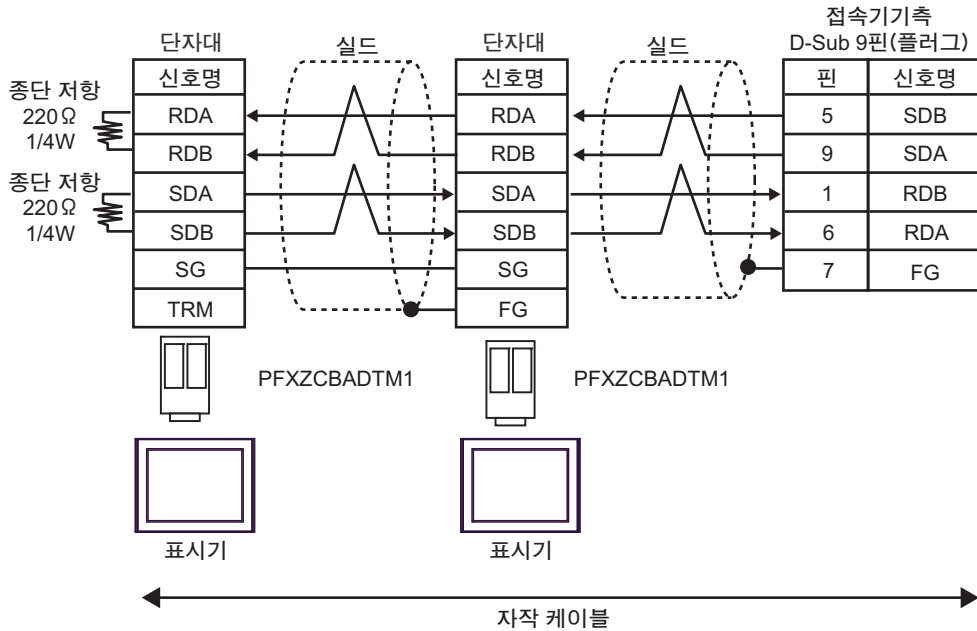 접속기기측
단자대 실드 단자대 실드 D-Sub 9핀(플러그)
신호명 신호명 핀 신호명
종단 저항
220Ω
1/4W
RDA RDA 5 SDB
RDB RDB 9 SDA
종단 저항
220Ω
1/4W
SDA SDA 1 RDB
SDB SDB 6 RDA
SG SG 7 FG
TRM FG
PFXZCBADTM1 PFXZCBADTM1
표시기 표시기
자작 케이블